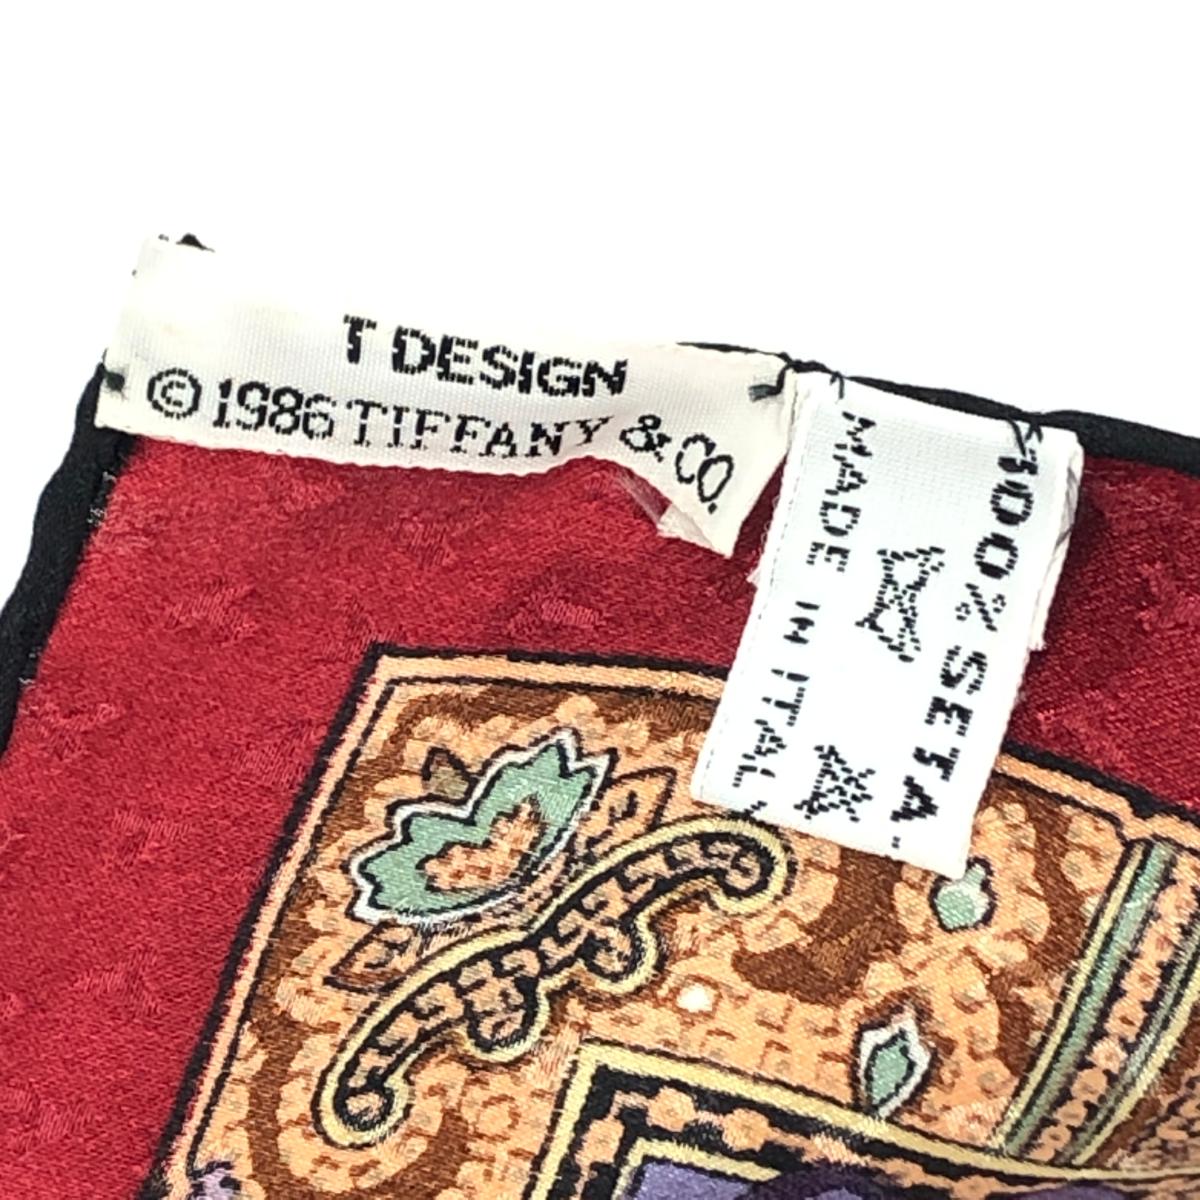 T DESIGN
© 1986 TIFFANY & CO.
100% SETA
MADE IN ITALY